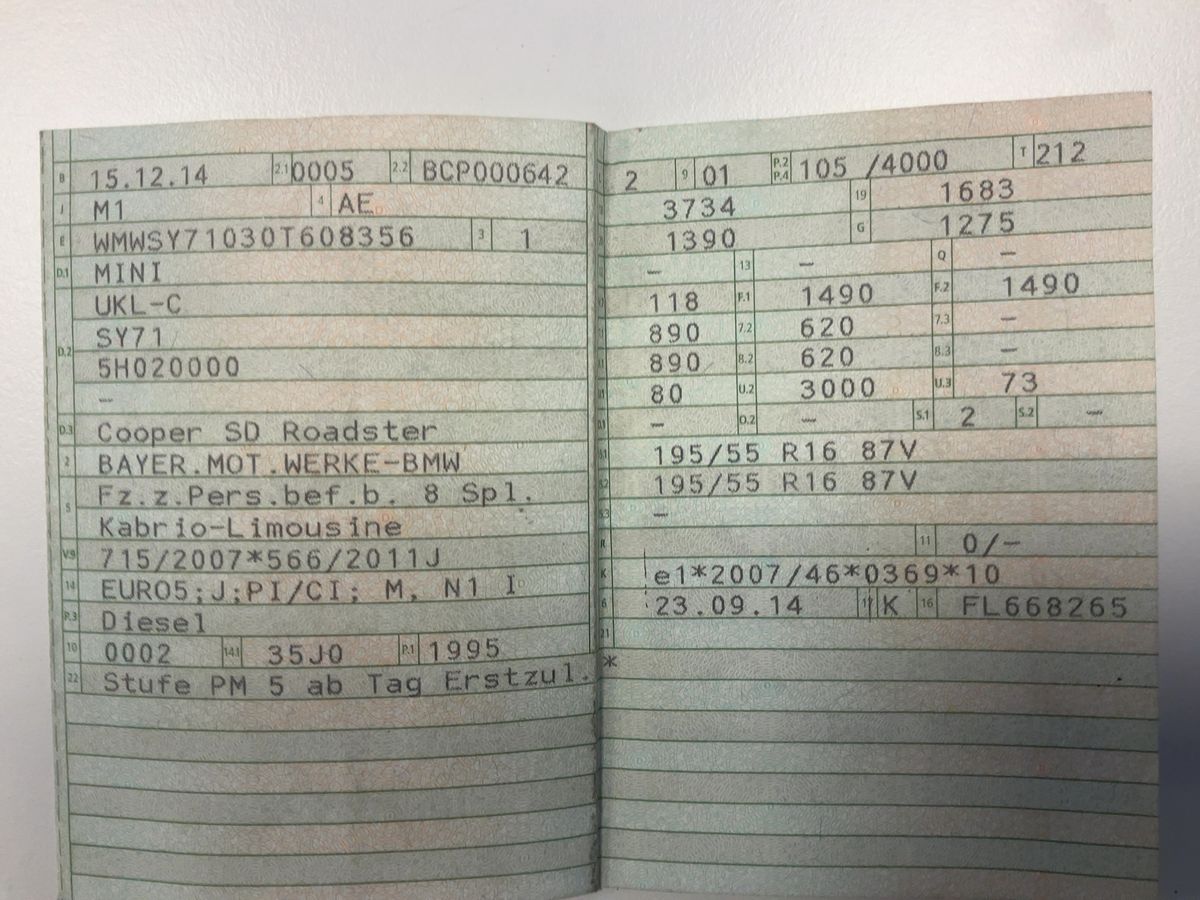 B 15.12.14 2.1 0005 2.2 BCP000642
J M1 4 AE
E WMWSY71030T608356 3 1
D.1 MINI
UKL-C
D.2 SY71
5H020000
–
D.3 Cooper SD Roadster
2 BAYER.MOT.WERKE-BMW
5 Fz.z.Pers.bef.b. 8 Spl.
Kabrio-Limousine
V9 715/2007*566/2011J
14 EURO5;J;PI/CI; M, N1 I
P.3 Diesel
10 0002 14.1 35J0 P.1 1995
22 Stufe PM 5 ab Tag Erstzul.*
2 9 01 P.2 P.4 105 /4000 T 212
3734 19 1683
1390 G 1275
– 13 – Q –
118 F.1 1490 F.2 1490
890 7.2 620 7.3 –
890 8.2 620 8.3 –
80 U.2 3000 U.3 73
– O.2 – S.1 2 S.2 –
195/55 R16 87V
195/55 R16 87V
–
R 11 0/–
K e1*2007/46*0369*10
6 23.09.14 17 K 16 FL668265
21